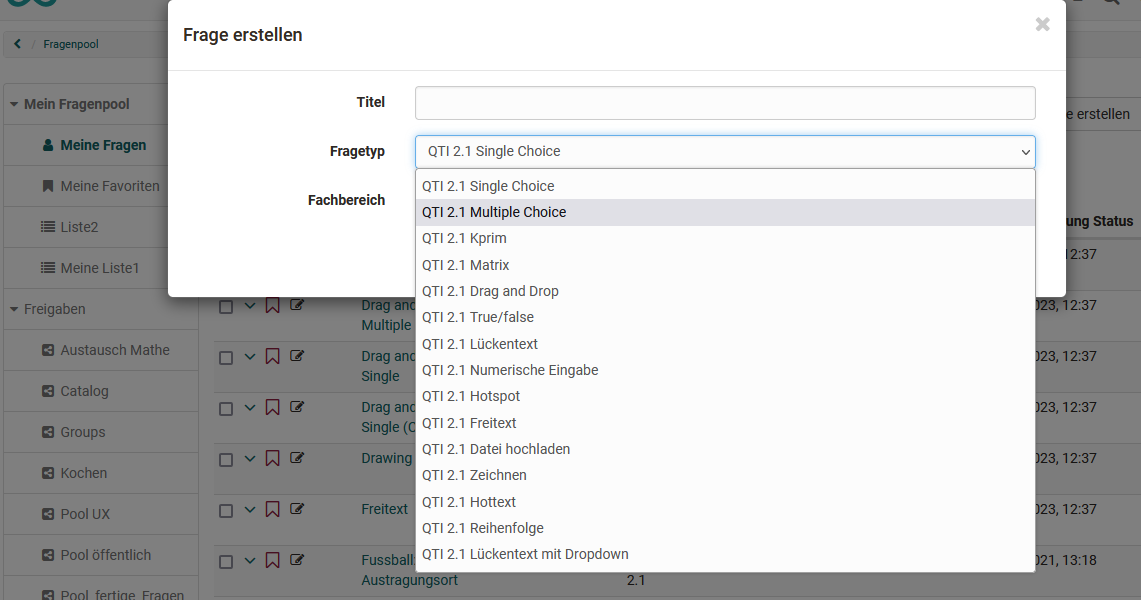 Frage erstellen
Titel
Fragetyp
QTI 2.1 Single Choice
Fachbereich
QTI 2.1 Single Choice
QTI 2.1 Multiple Choice
QTI 2.1 Kprim
QTI 2.1 Matrix
QTI 2.1 Drag and Drop
QTI 2.1 True/false
QTI 2.1 Lückentext
QTI 2.1 Numerische Eingabe
QTI 2.1 Hotspot
QTI 2.1 Freitext
QTI 2.1 Datei hochladen
QTI 2.1 Zeichnen
QTI 2.1 Hottext
QTI 2.1 Reihenfolge
QTI 2.1 Lückentext mit Dropdown
/ Fragenpool
Mein Fragenpool
Meine Fragen
Meine Favoriten
Liste2
Meine Liste1
Freigaben
Austausch Mathe
Catalog
Groups
Kochen
Pool UX
Pool öffentlich
Pool_fertige_Fragen
e erstellen
ung Status
12:37
Drag and
Multiple
023, 12:37
Drag and
Single
023, 12:37
Drag and
Single (C
023, 12:37
Drawing
023, 12:37
Freitext
023, 12:37
Fussball:
Austragungsort
2.1
021, 13:18